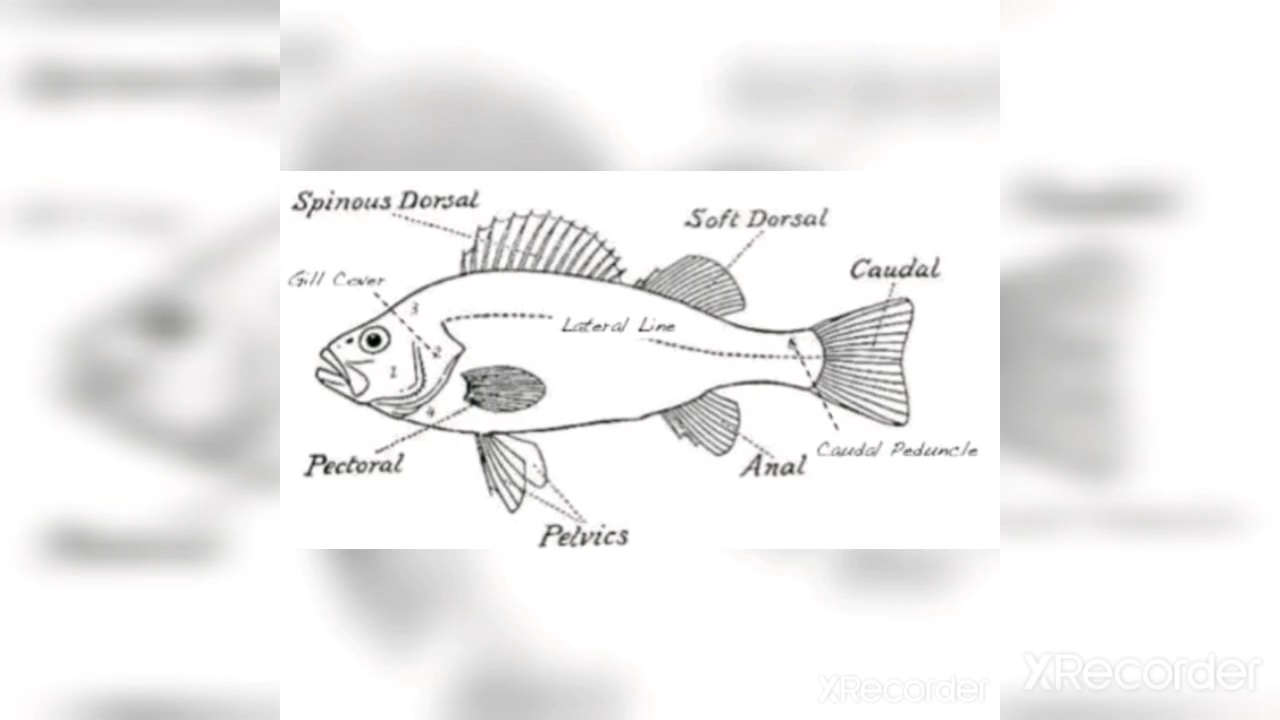 Spinous Dorsal
Soft Dorsal
Gill Cover
Caudal
3
Lateral Line
2
1
4
Pectoral
Anal
Caudal Peduncle
Pelvics
XRecorder
XRecorder